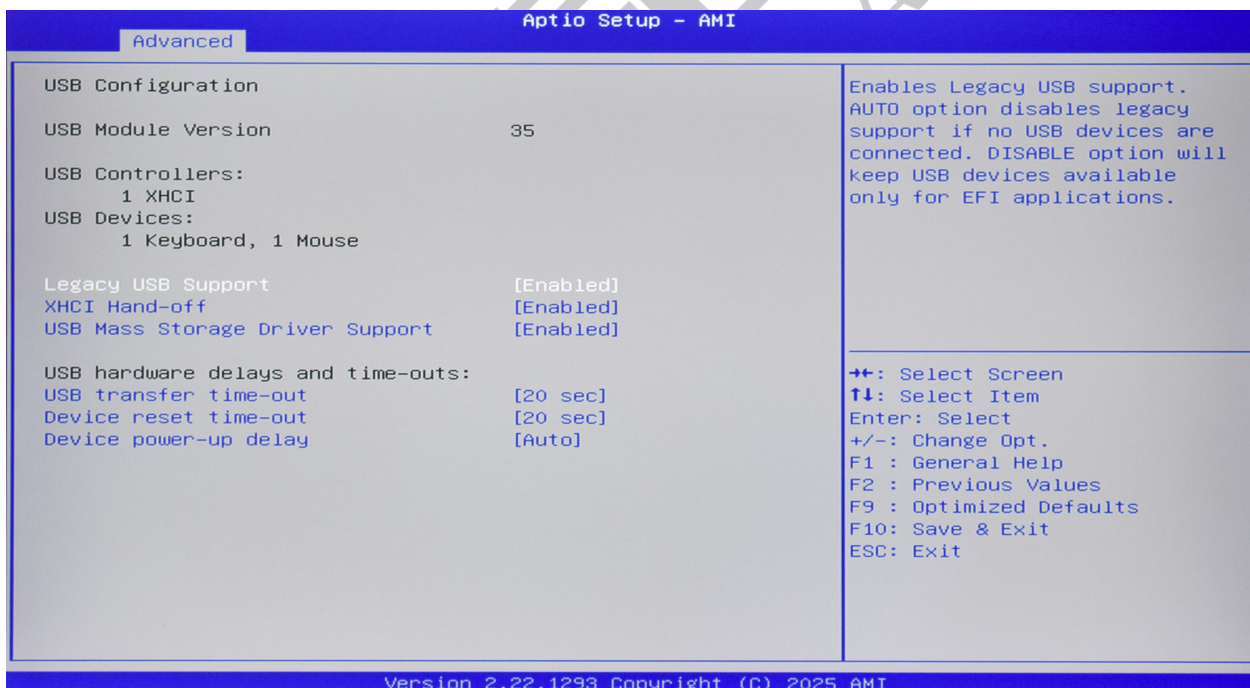 Aptio Setup - AMI
Advanced
USB Configuration
USB Module Version 35
USB Controllers:
1 XHCI
USB Devices:
1 Keyboard, 1 Mouse
Legacy USB Support [Enabled]
XHCI Hand-off [Enabled]
USB Mass Storage Driver Support [Enabled]
USB hardware delays and time-outs:
USB transfer time-out [20 sec]
Device reset time-out [20 sec]
Device power-up delay [Auto]
Enables Legacy USB support.
AUTO option disables legacy
support if no USB devices are
connected. DISABLE option will
keep USB devices available
only for EFI applications.
→←: Select Screen
↑↓: Select Item
Enter: Select
+/-: Change Opt.
F1 : General Help
F2 : Previous Values
F9 : Optimized Defaults
F10: Save & Exit
ESC: Exit
Version 2.22.1293 Copyright (C) 2025 AMI